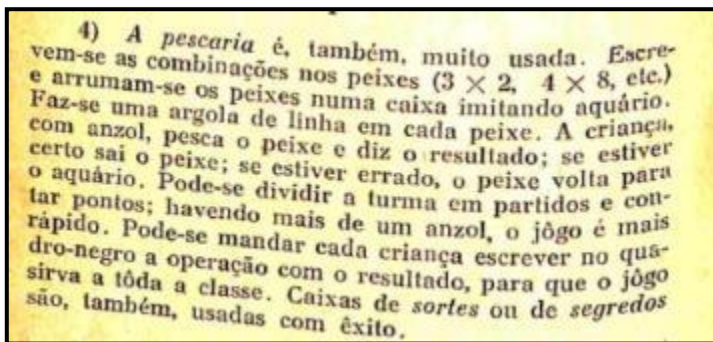 4) A pescaria é, também, muito usada. Escre-
vem-se as combinações nos peixes (3 × 2, 4 × 8, etc.)
e arrumam-se os peixes numa caixa imitando aquário.
Faz-se uma argola de linha em cada peixe. A criança,
com anzol, pesca o peixe e diz o resultado; se estiver
certo sai o peixe; se estiver errado, o peixe volta para
o aquário. Pode-se dividir a turma em partidos e con-
tar pontos; havendo mais de um anzol, o jôgo é mais
rápido. Pode-se mandar cada criança escrever no qua-
dro-negro a operação com o resultado, para que o jôgo
sirva a tôda a classe. Caixas de sortes ou de segredos
são, também, usadas com êxito.